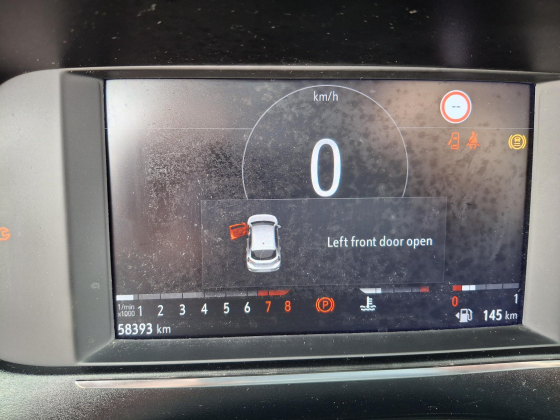 km/h
--
0
Left front door open
1/min
x1000
1 2 3 4 5 6 7 8
P
0 1
58393 km
145 km